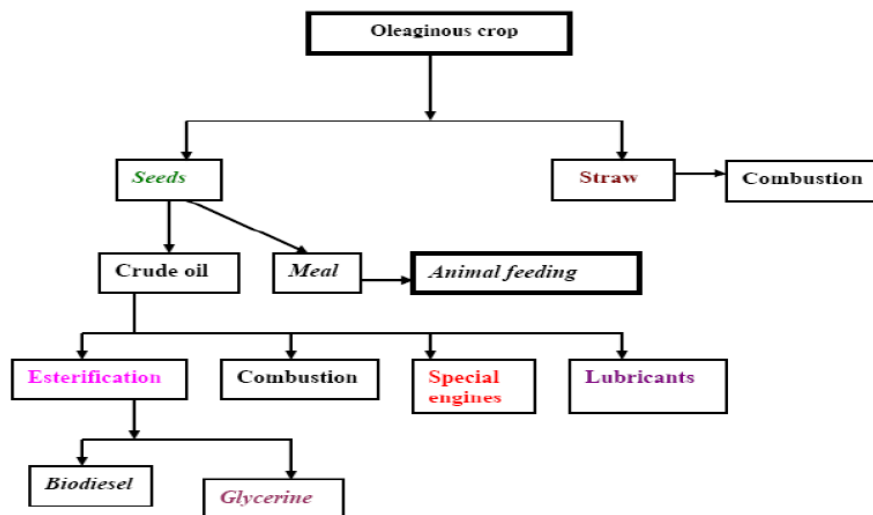 Oleaginous crop
Seeds
Straw
Combustion
Crude oil
Meal
Animal feeding
Esterification
Combustion
Special
engines
Lubricants
Biodiesel
Glycerine